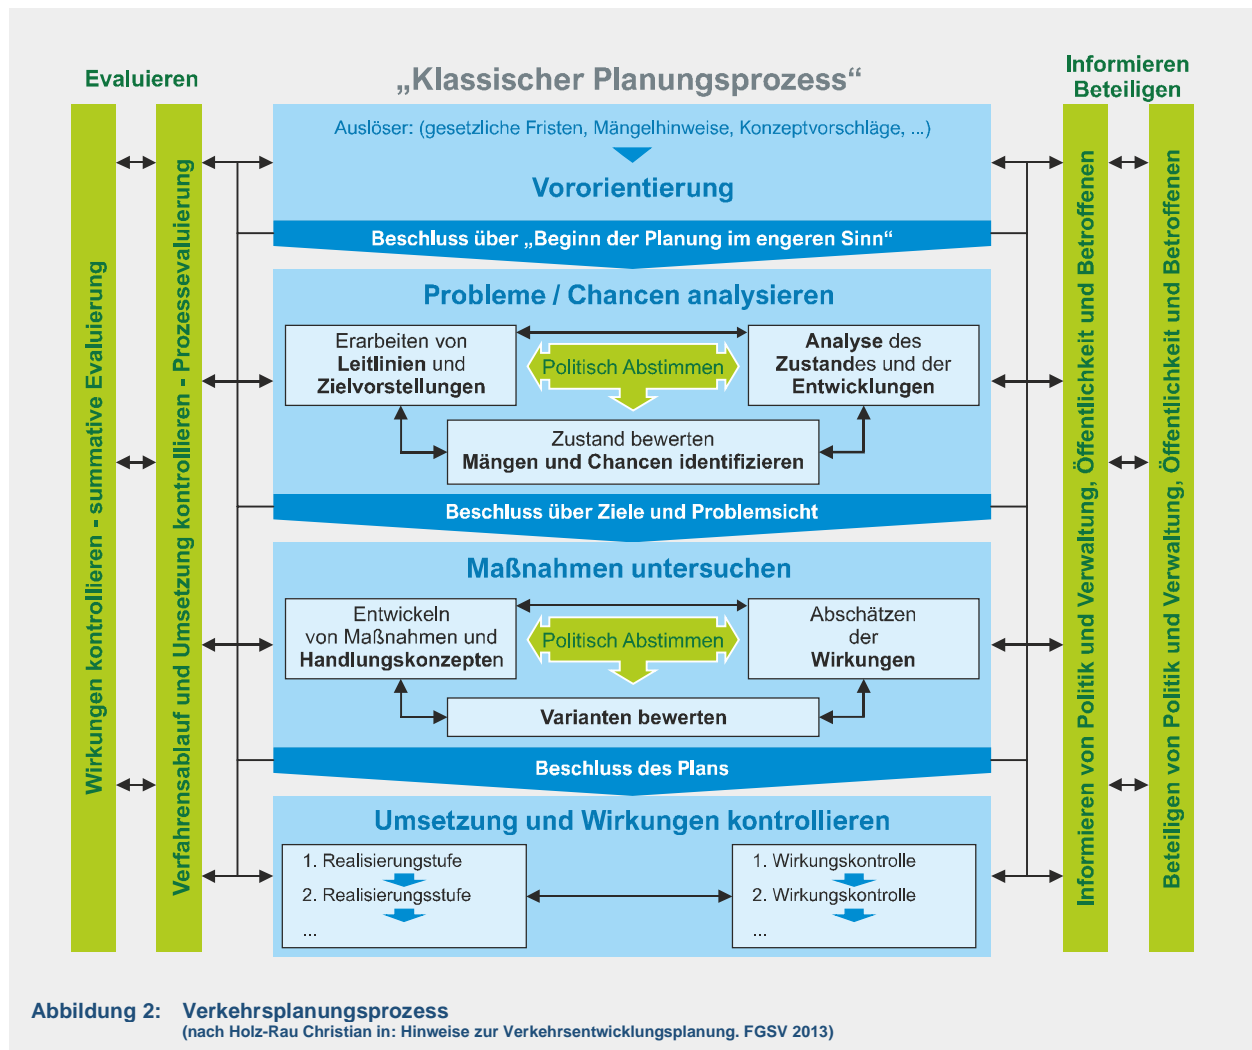 Evaluieren
„Klassischer Planungsprozess“
Informieren
Beteiligen
Wirkungen kontrollieren - summative Evaluierung
Verfahrensablauf und Umsetzung kontrollieren - Prozessevaluierung
Auslöser: (gesetzliche Fristen, Mängelhinweise, Konzeptvorschläge, ...)
Vororientierung
Beschluss über „Beginn der Planung im engeren Sinn“
Probleme / Chancen analysieren
Erarbeiten von
Leitlinien und
Zielvorstellungen
Politisch Abstimmen
Analyse des
Zustandes und der
Entwicklungen
Zustand bewerten
Mängen und Chancen identifizieren
Beschluss über Ziele und Problemsicht
Maßnahmen untersuchen
Entwickeln
von Maßnahmen und
Handlungskonzepten
Politisch Abstimmen
Abschätzen
der
Wirkungen
Varianten bewerten
Beschluss des Plans
Umsetzung und Wirkungen kontrollieren
1. Realisierungstufe
2. Realisierungsstufe
...
1. Wirkungskontrolle
2. Wirkungskontrolle
...
Informieren von Politik und Verwaltung, Öffentlichkeit und Betroffenen
Beteiligen von Politik und Verwaltung, Öffentlichkeit und Betroffenen
Abbildung 2: Verkehrsplanungsprozess
(nach Holz-Rau Christian in: Hinweise zur Verkehrsentwicklungsplanung. FGSV 2013)